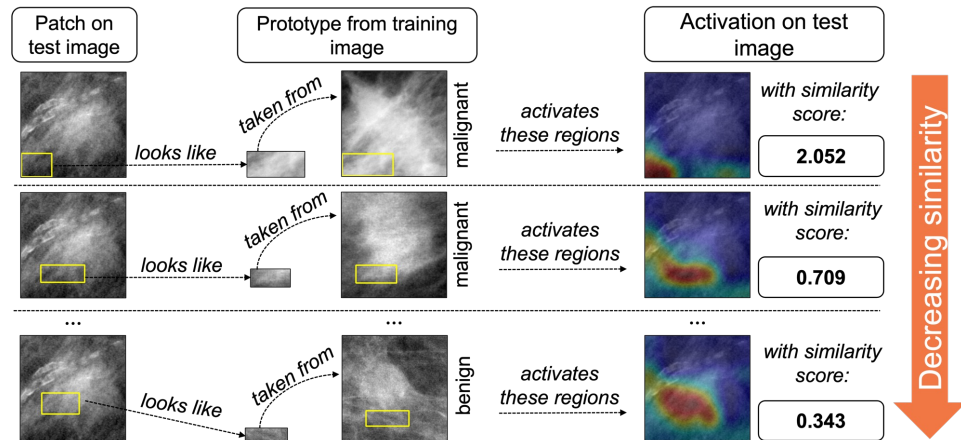 Patch on
test image
Prototype from training
image
Activation on test
image
looks like
taken from
malignant
activates
these regions
with similarity
score:
2.052
looks like
taken from
malignant
activates
these regions
with similarity
score:
0.709
...
...
...
looks like
taken from
benign
activates
these regions
with similarity
score:
0.343
Decreasing similarity